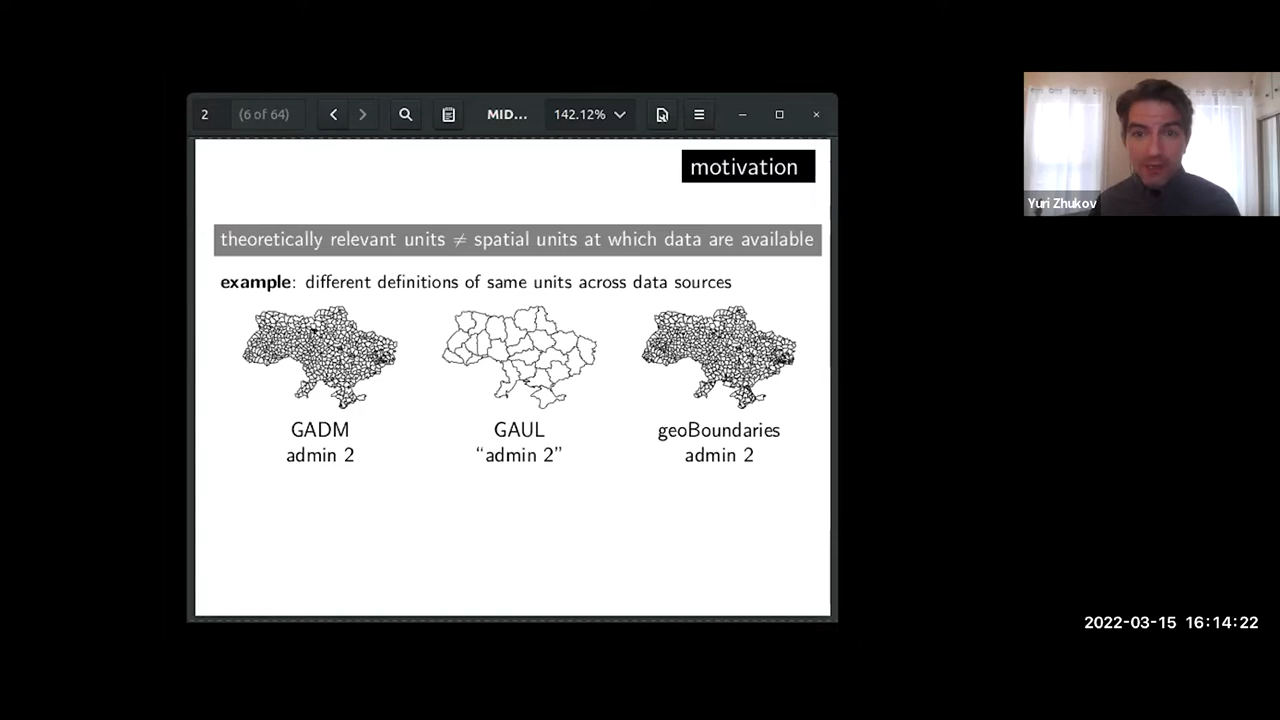 2 (6 of 64) MID... 142.12%
motivation
theoretically relevant units ≠ spatial units at which data are available
example: different definitions of same units across data sources
GADM
admin 2
GAUL
“admin 2”
geoBoundaries
admin 2
Yuri Zhukov
2022-03-15 16:14:22